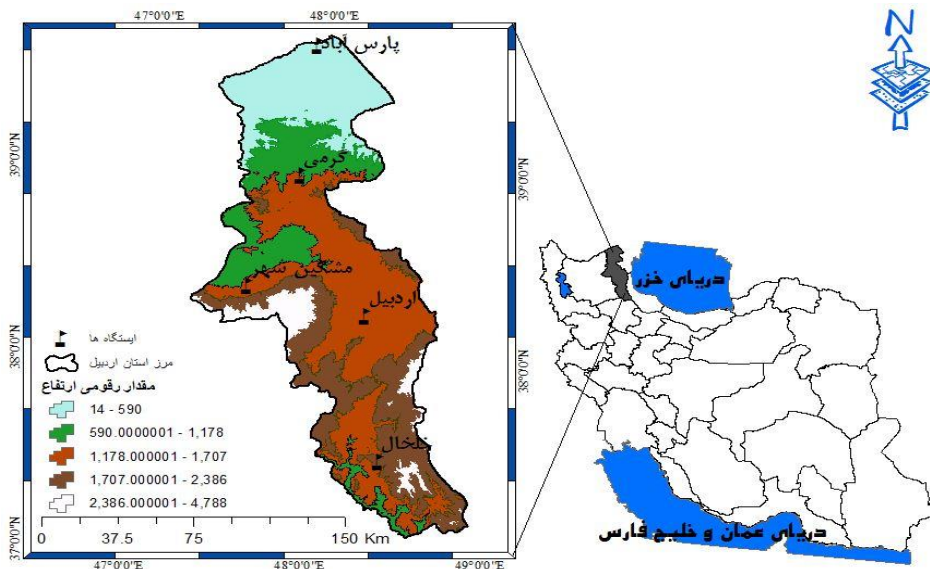 47°0'0"E
48°0'0"E
N
پارس آباد
39°0'0"N
39°0'0"N
گرمی
مشگین شهر
اردبیل
دریای خزر
38°0'0"N
38°0'0"N
ایستگاه ها
مرز استان اردبیل
مقدار رقومی ارتفاع
14 - 590
590.0000001 - 1,178
1,178.000001 - 1,707
1,707.000001 - 2,386
2,386.000001 - 4,788
خلخال
0 37.5 75 150 Km
دریای عمان و خلیج فارس
37°0'0"N
47°0'0"E
48°0'0"E
49°0'0"E